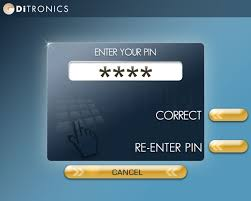 DiTRONICS
ENTER YOUR PIN
****
CORRECT
RE-ENTER PIN
CANCEL